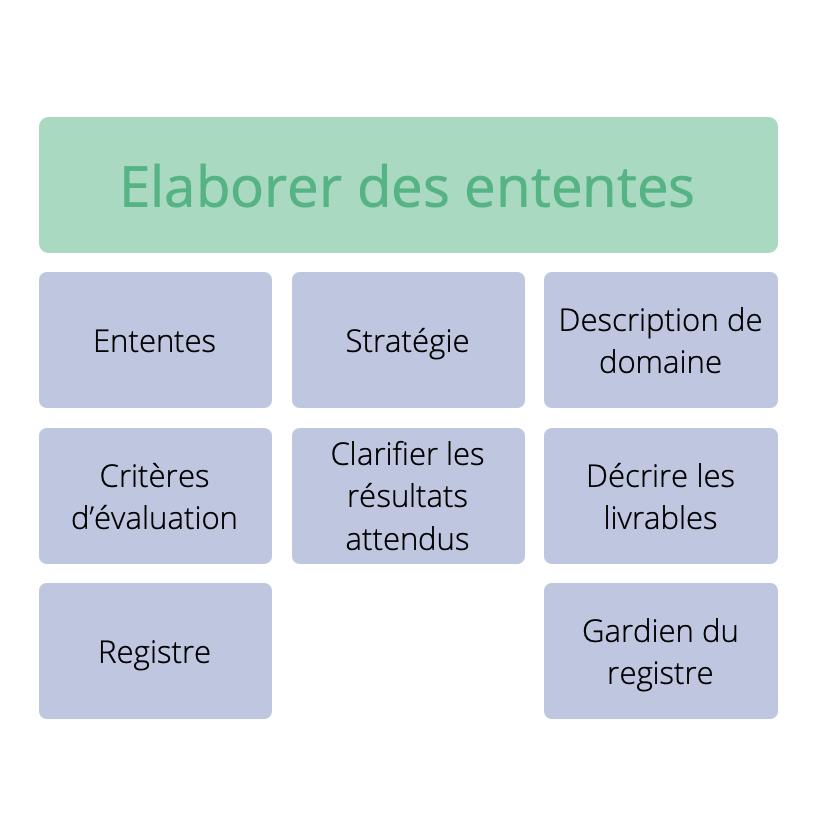 Elaborer des ententes
Ententes
Stratégie
Description de
domaine
Critères
d’évaluation
Clarifier les
résultats
attendus
Décrire les
livrables
Registre
Gardien du
registre